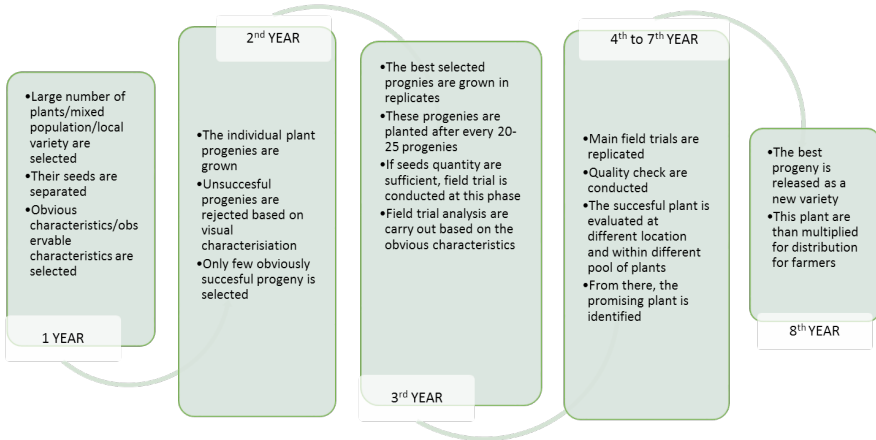 •Large number of
plants/mixed
population/local
variety are
selected
•Their seeds are
separated
•Obvious
characteristics/obs
ervable
characteristics are
selected
1 YEAR
2nd YEAR
•The individual plant
progenies are
grown
•Unsuccesful
progenies are
rejected based on
visual
characterisiation
•Only few obviously
succesful progeny is
selected
•The best selected
prognies are grown in
replicates
•These progenies are
planted after every 20-
25 progenies
•If seeds quantity are
sufficient, field trial is
conducted at this phase
•Field trial analysis are
carry out based on the
obvious characteristics
3rd YEAR
4th to 7th YEAR
•Main field trials are
replicated
•Quality check are
conducted
•The succesful plant is
evaluated at
different location
and within different
pool of plants
•From there, the
promising plant is
identified
•The best
progeny is
released as a
new variety
•This plant are
than multiplied
for distribution
for farmers
8th YEAR